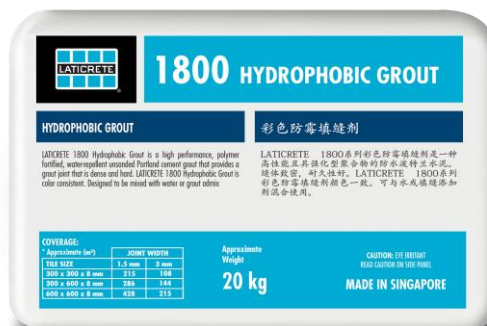 LATICRETE
1800 HYDROPHOBIC GROUT
HYDROPHOBIC GROUT
LATICRETE 1800 Hydrophobic Grout is a high performance, polymer
fortified, water-repellent unsanded Portland cement grout that provides a
grout joint that is dense and hard. LATICRETE 1800 Hydrophobic Grout is
color consistent. Designed to be mixed with water or grout admix.
彩色防霉填缝剂
LATICRETE 1800系列彩色防霉填缝剂是一种
高性能且具强化型聚合物的防水波特兰水泥。
缝体致密，耐久性好。LATICRETE 1800系列
彩色防霉填缝剂颜色一致。可与水或填缝添加
剂混合使用。
COVERAGE:
* Approximate (m²) JOINT WIDTH
TILE SIZE 1.5 mm 3 mm
300 x 300 x 8 mm 215 108
300 x 600 x 8 mm 286 144
600 x 600 x 8 mm 428 215
Approximate
Weight
20 kg
CAUTION: EYE IRRITANT
READ CAUTION ON SIDE PANEL
MADE IN SINGAPORE